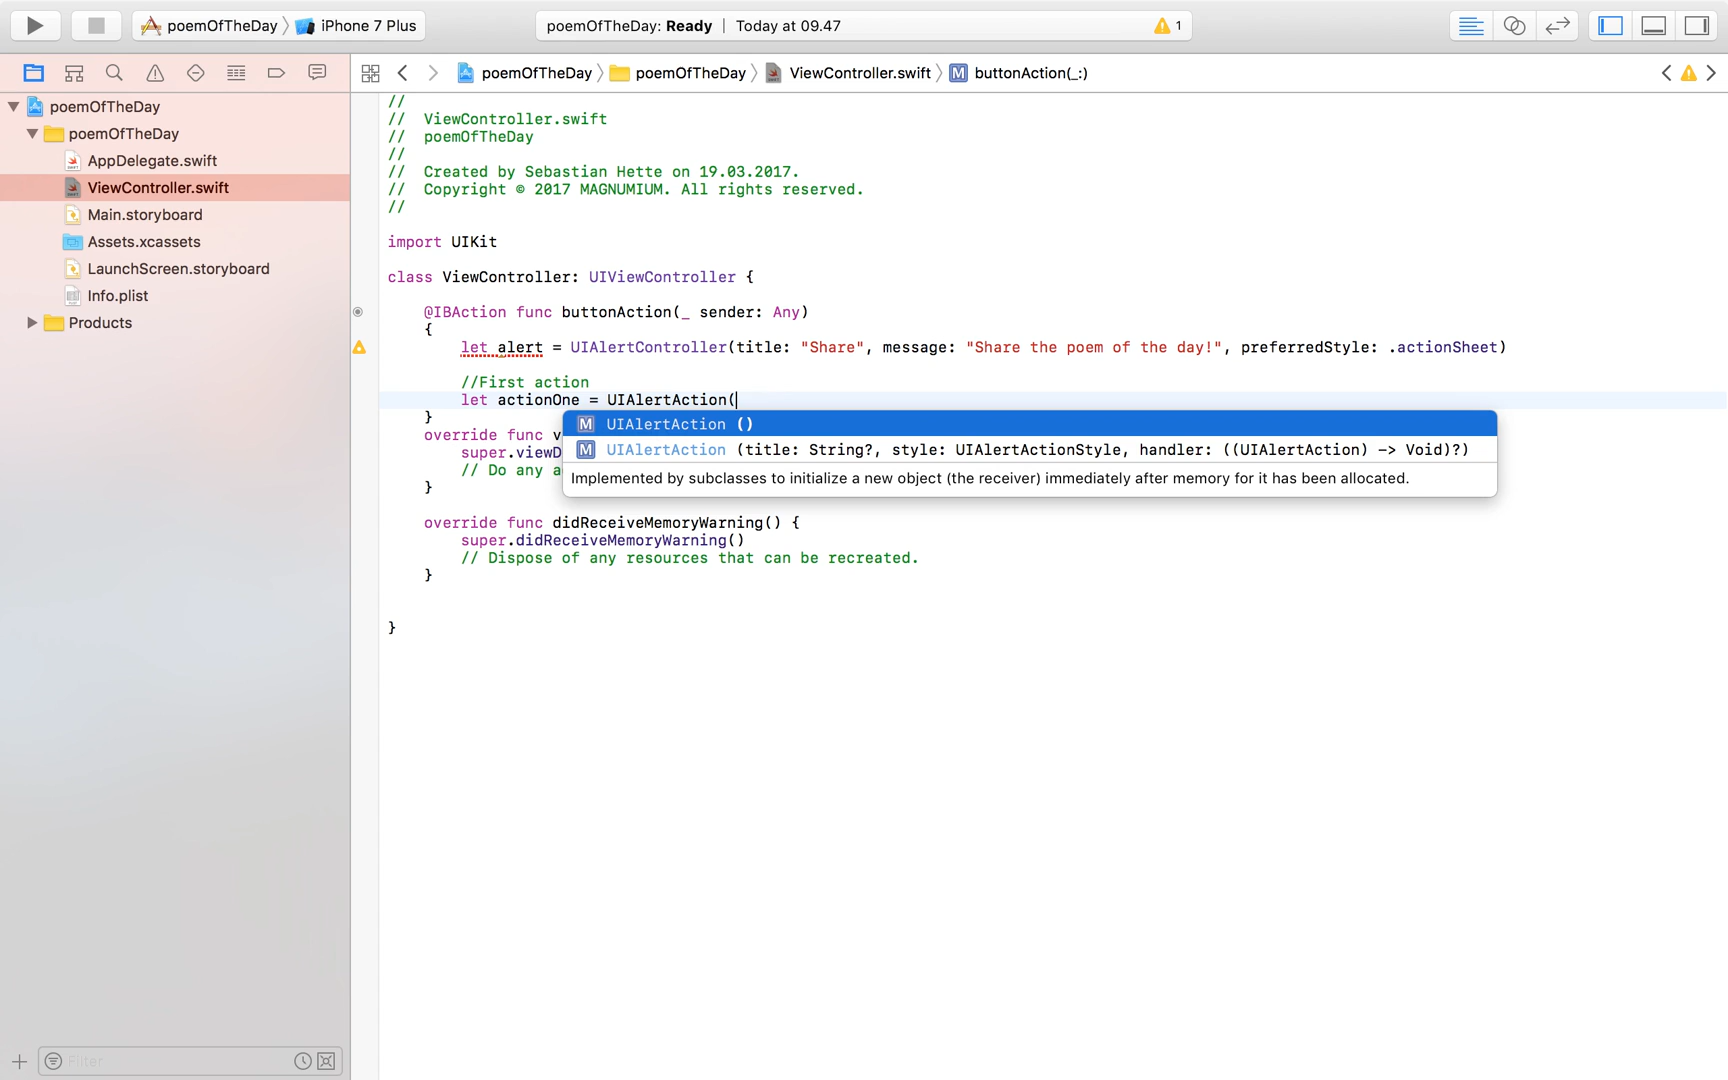 poemOfTheDay iPhone 7 Plus
poemOfTheDay: Ready | Today at 09.47
1
poemOfTheDay poemOfTheDay ViewController.swift M buttonAction(_:)
poemOfTheDay
poemOfTheDay
AppDelegate.swift
ViewController.swift
Main.storyboard
Assets.xcassets
LaunchScreen.storyboard
Info.plist
Products
Filter
//
//  ViewController.swift
//  poemOfTheDay
//
//  Created by Sebastian Hette on 19.03.2017.
//  Copyright © 2017 MAGNUMIUM. All rights reserved.
//
import UIKit
class ViewController: UIViewController {
@IBAction func buttonAction(_ sender: Any)
{
let alert = UIAlertController(title: "Share", message: "Share the poem of the day!", preferredStyle: .actionSheet)
//First action
let actionOne = UIAlertAction(
}
M UIAlertAction ()
M UIAlertAction (title: String?, style: UIAlertActionStyle, handler: ((UIAlertAction) -> Void)?)
Implemented by subclasses to initialize a new object (the receiver) immediately after memory for it has been allocated.
override func v
super.viewD
// Do any a
}
override func didReceiveMemoryWarning() {
super.didReceiveMemoryWarning()
// Dispose of any resources that can be recreated.
}
}